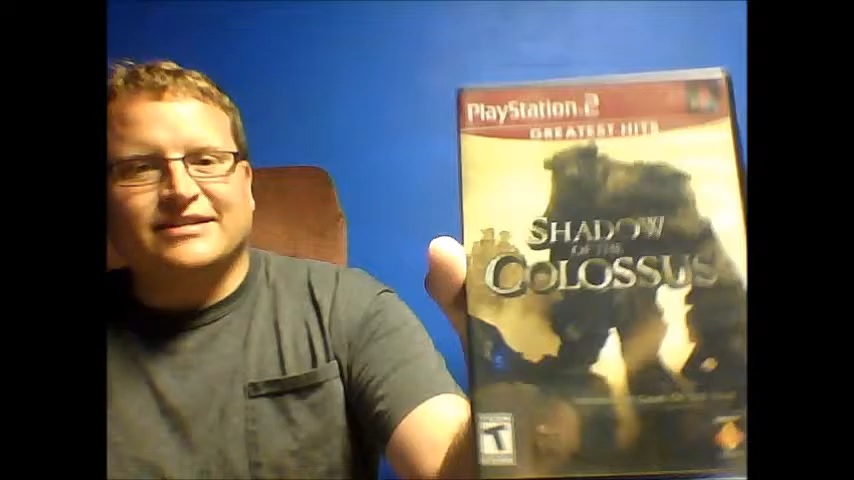 PlayStation 2
GREATEST HITS
SHADOW
OF THE
COLOSSUS
T